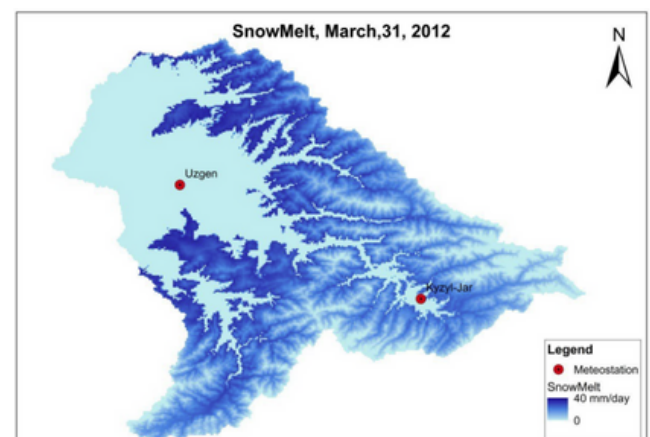 SnowMelt, March,31, 2012
N
Uzgen
Kyzyl-Jar
Legend
Meteostation
SnowMelt
40 mm/day
0